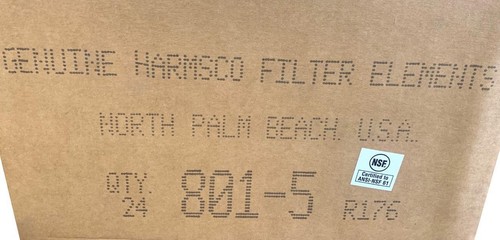 GENUINE HARMSCO FILTER ELEMENTS
NORTH PALM BEACH U.S.A.
NSF
Certified to
ANSI-NSF 61
QTY.
24
801-5
R176